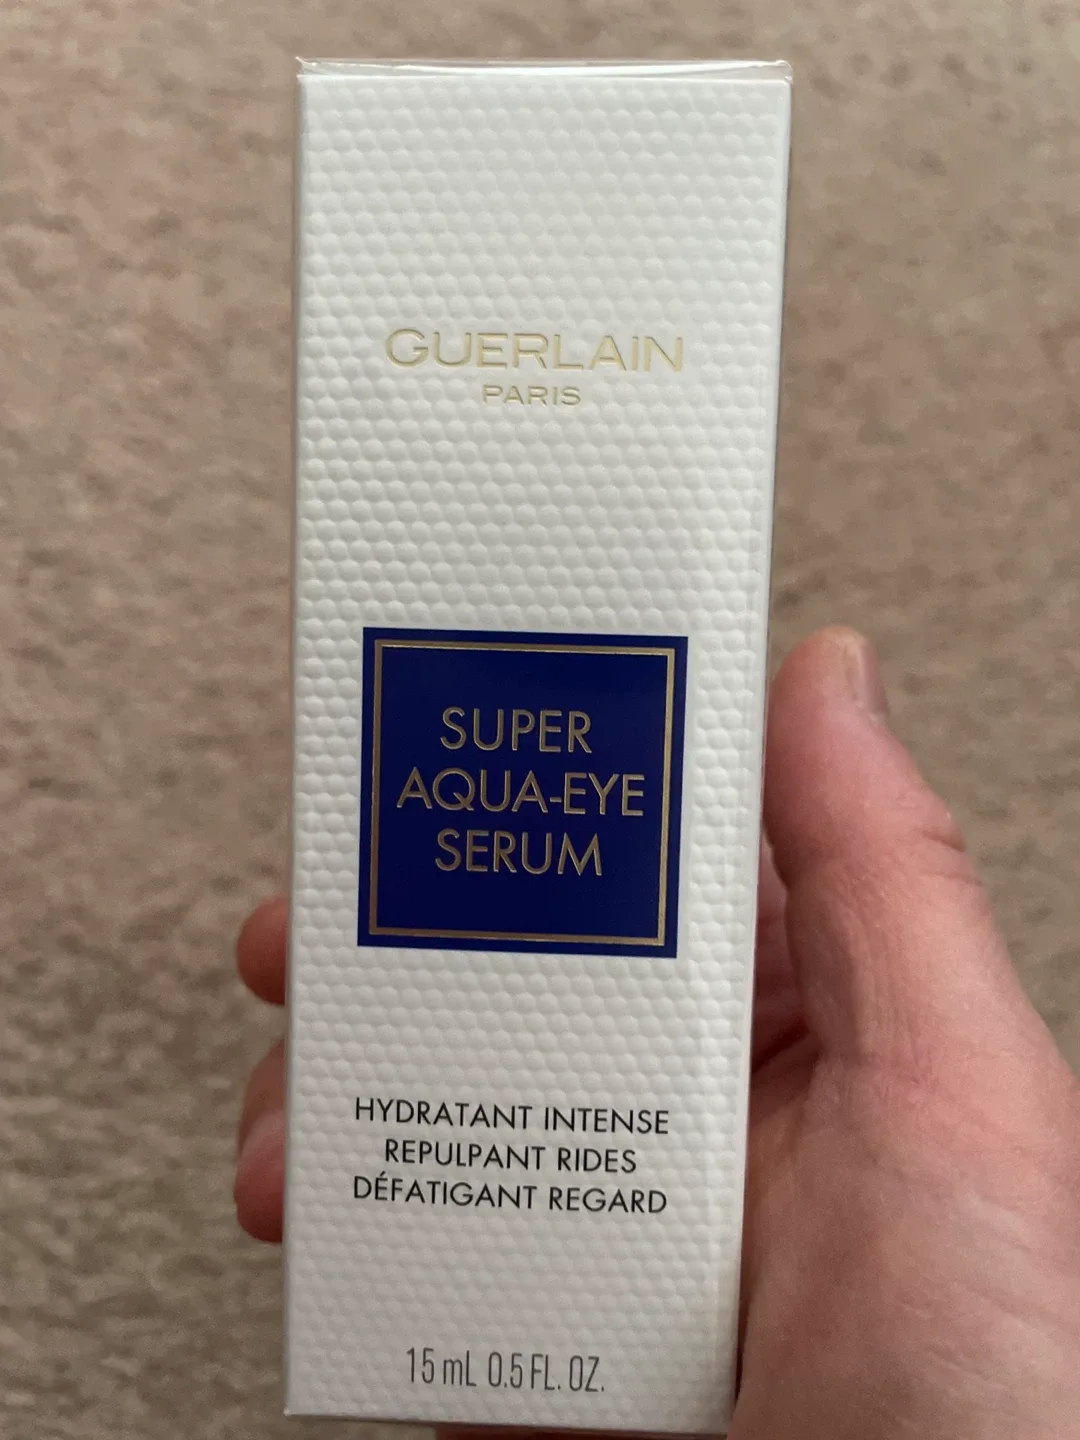 GUERLAIN
PARIS
SUPER
AQUA-EYE
SERUM
HYDRATANT INTENSE
REPULPANT RIDES
DÉFATIGANT REGARD
15 mL 0.5 FL. OZ.